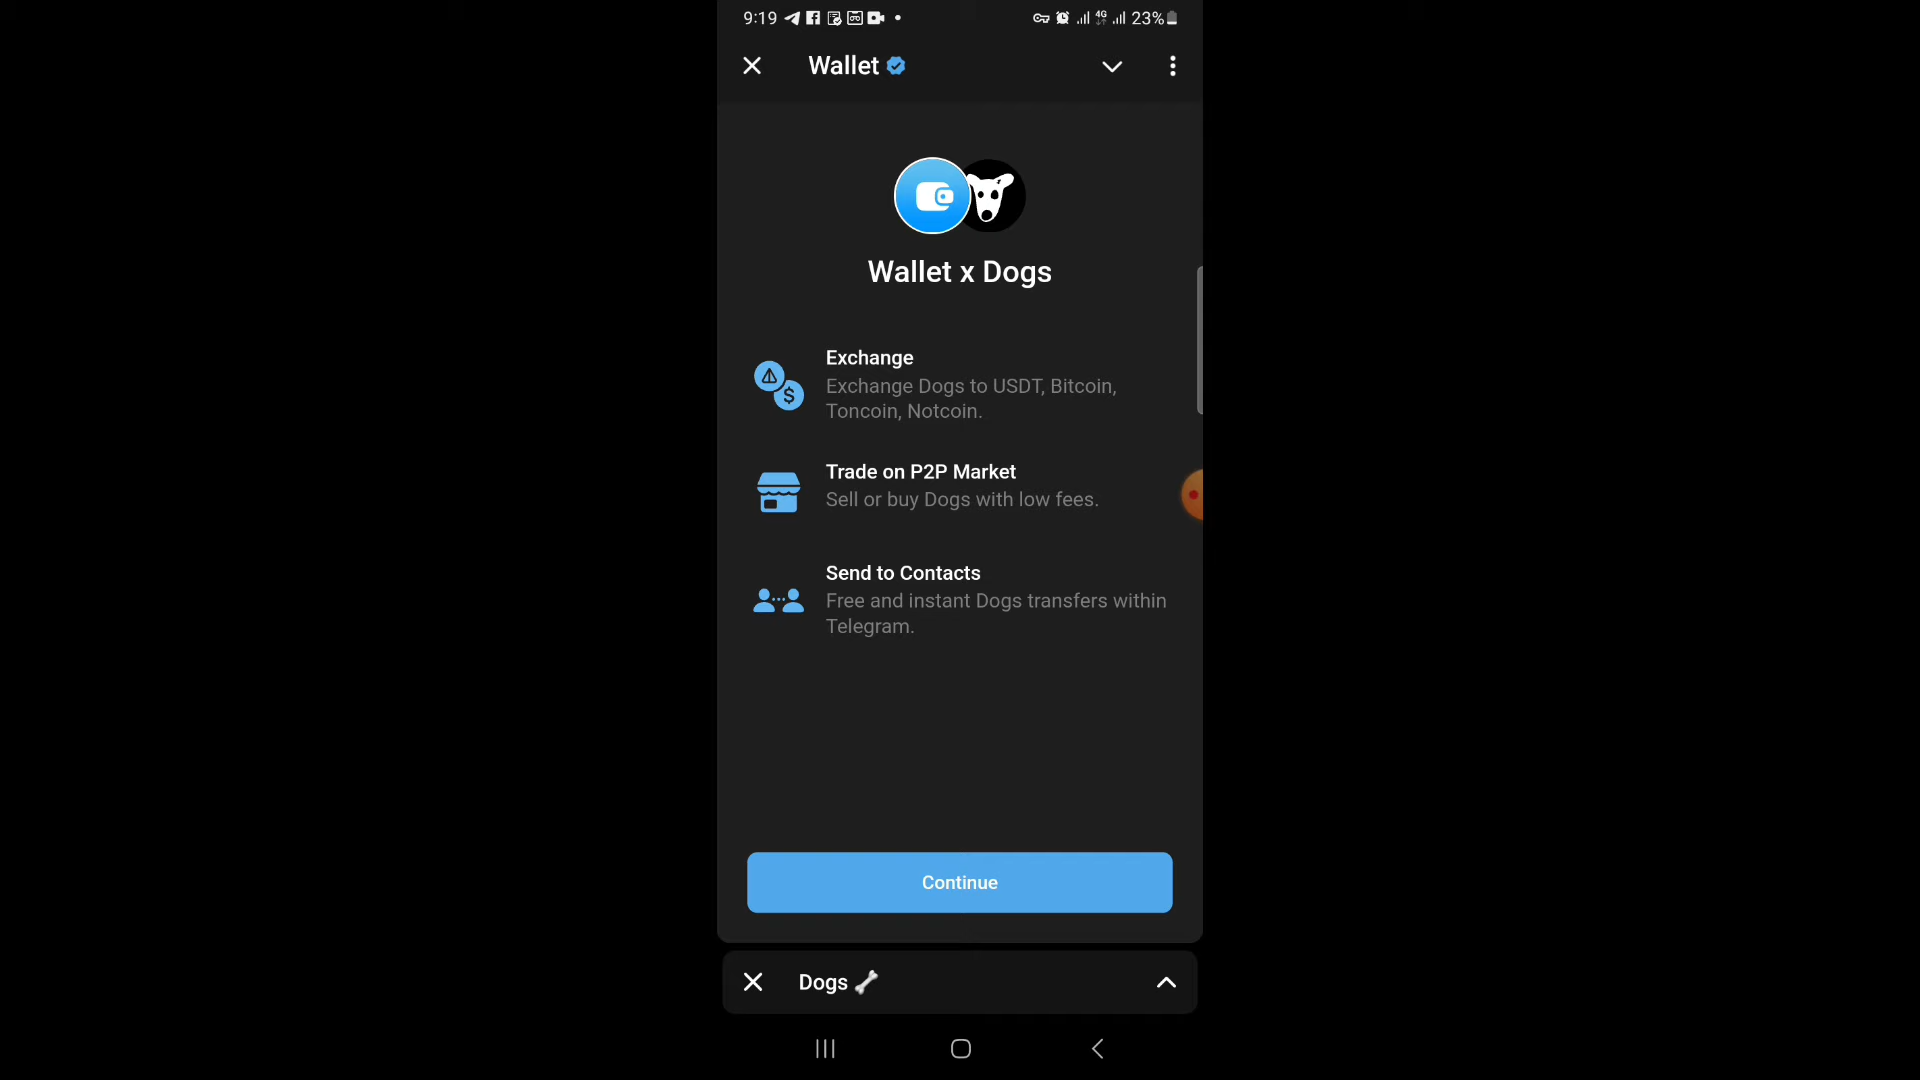 9:19
4G
23%
Wallet
Wallet x Dogs
Exchange
Exchange Dogs to USDT, Bitcoin,
Toncoin, Notcoin.
Trade on P2P Market
Sell or buy Dogs with low fees.
Send to Contacts
Free and instant Dogs transfers within
Telegram.
Continue
Dogs 🦴